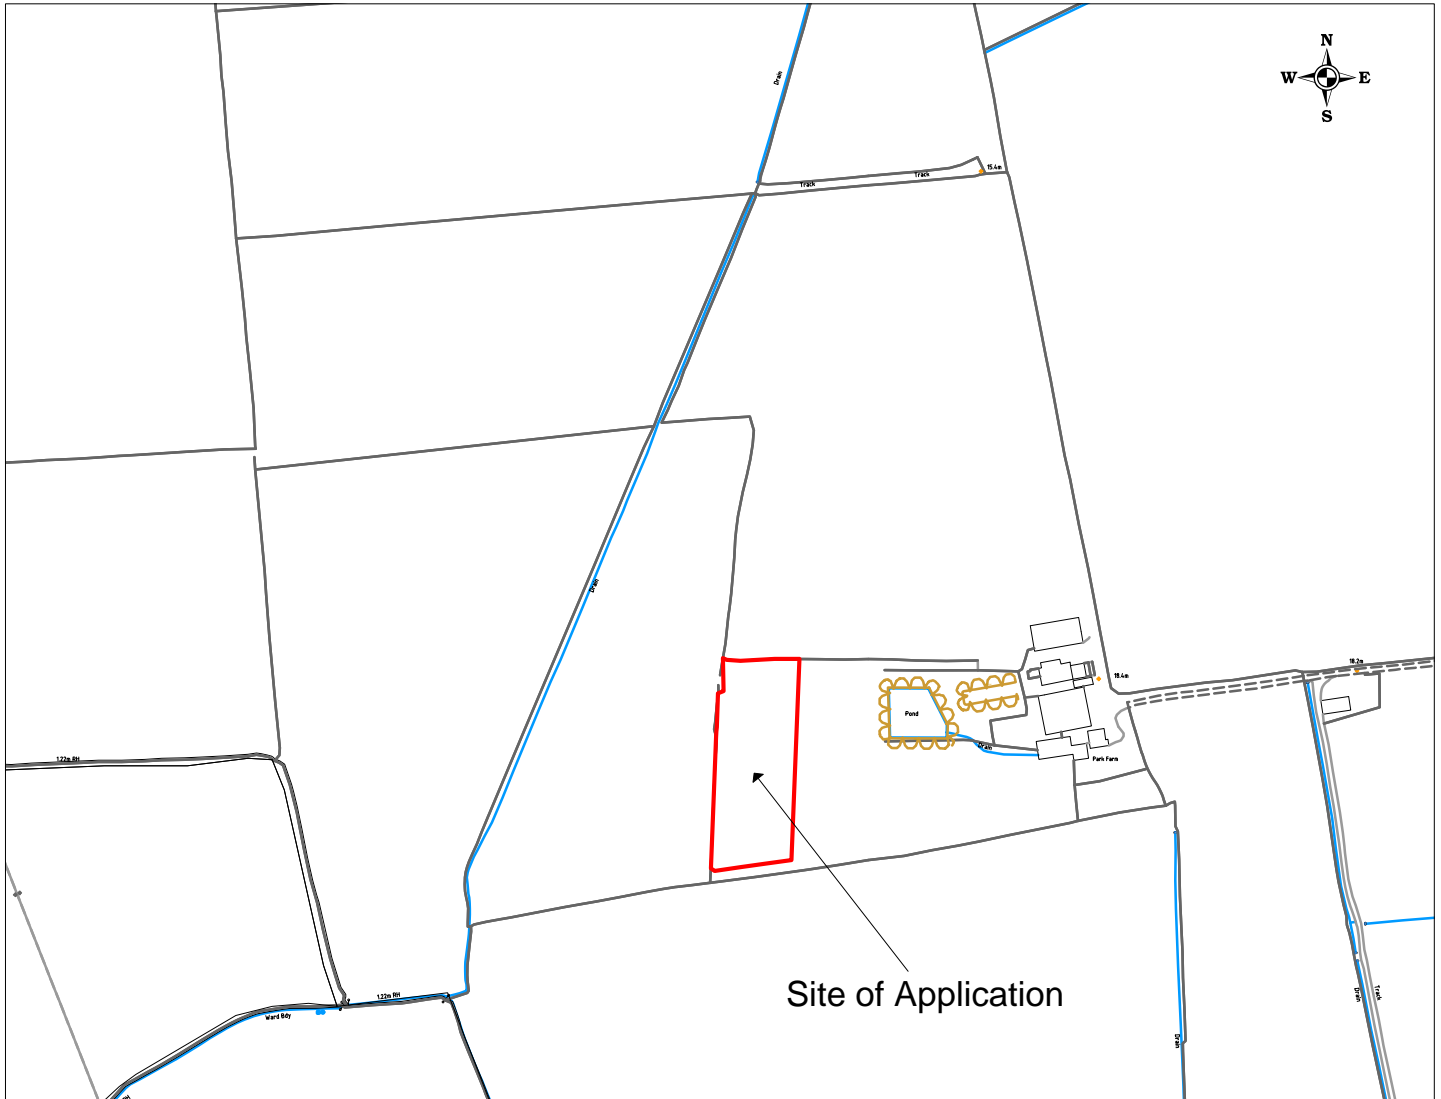 N
W E
S
Drain
15.4m
Track
Track
Drain
18.2m
18.4m
Pond
Drain
Park Farm
1.22m RH
1.22m RH
Site of Application
Ward Bdy
Drain
Track
Drain
RH